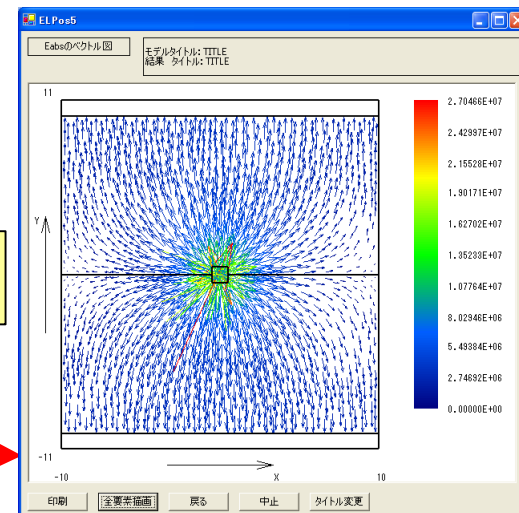 ELPos5
Eabsのベクトル図
モデルタイトル: TITLE
結果 タイトル: TITLE
11
2.70466E+07
2.42997E+07
2.15528E+07
1.90171E+07
Y
1.62702E+07
1.35233E+07
1.07764E+07
8.02946E+06
5.49384E+06
2.74692E+06
0.00000E+00
-11
-10
X
10
印刷
全要素描画
戻る
中止
タイトル変更